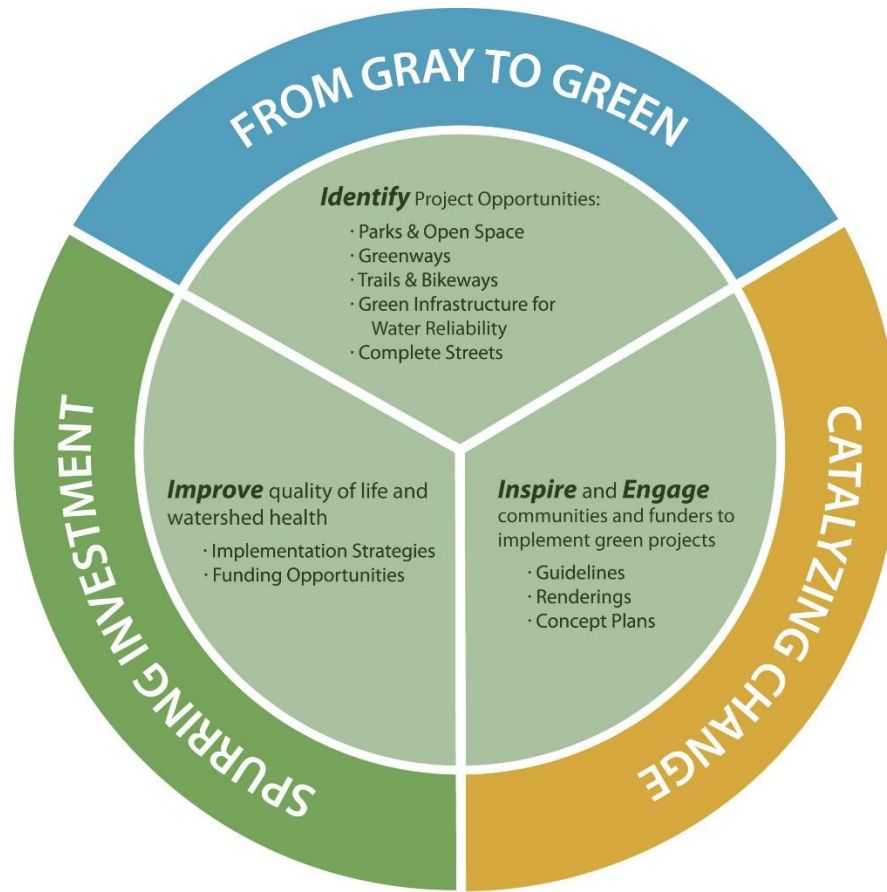 FROM GRAY TO GREEN
Identify Project Opportunities:
· Parks & Open Space
· Greenways
· Trails & Bikeways
· Green Infrastructure for
Water Reliability
· Complete Streets
CATALYZING CHANGE
Inspire and Engage
communities and funders to
implement green projects
· Guidelines
· Renderings
· Concept Plans
SPURRING INVESTMENT
Improve quality of life and
watershed health
· Implementation Strategies
· Funding Opportunities